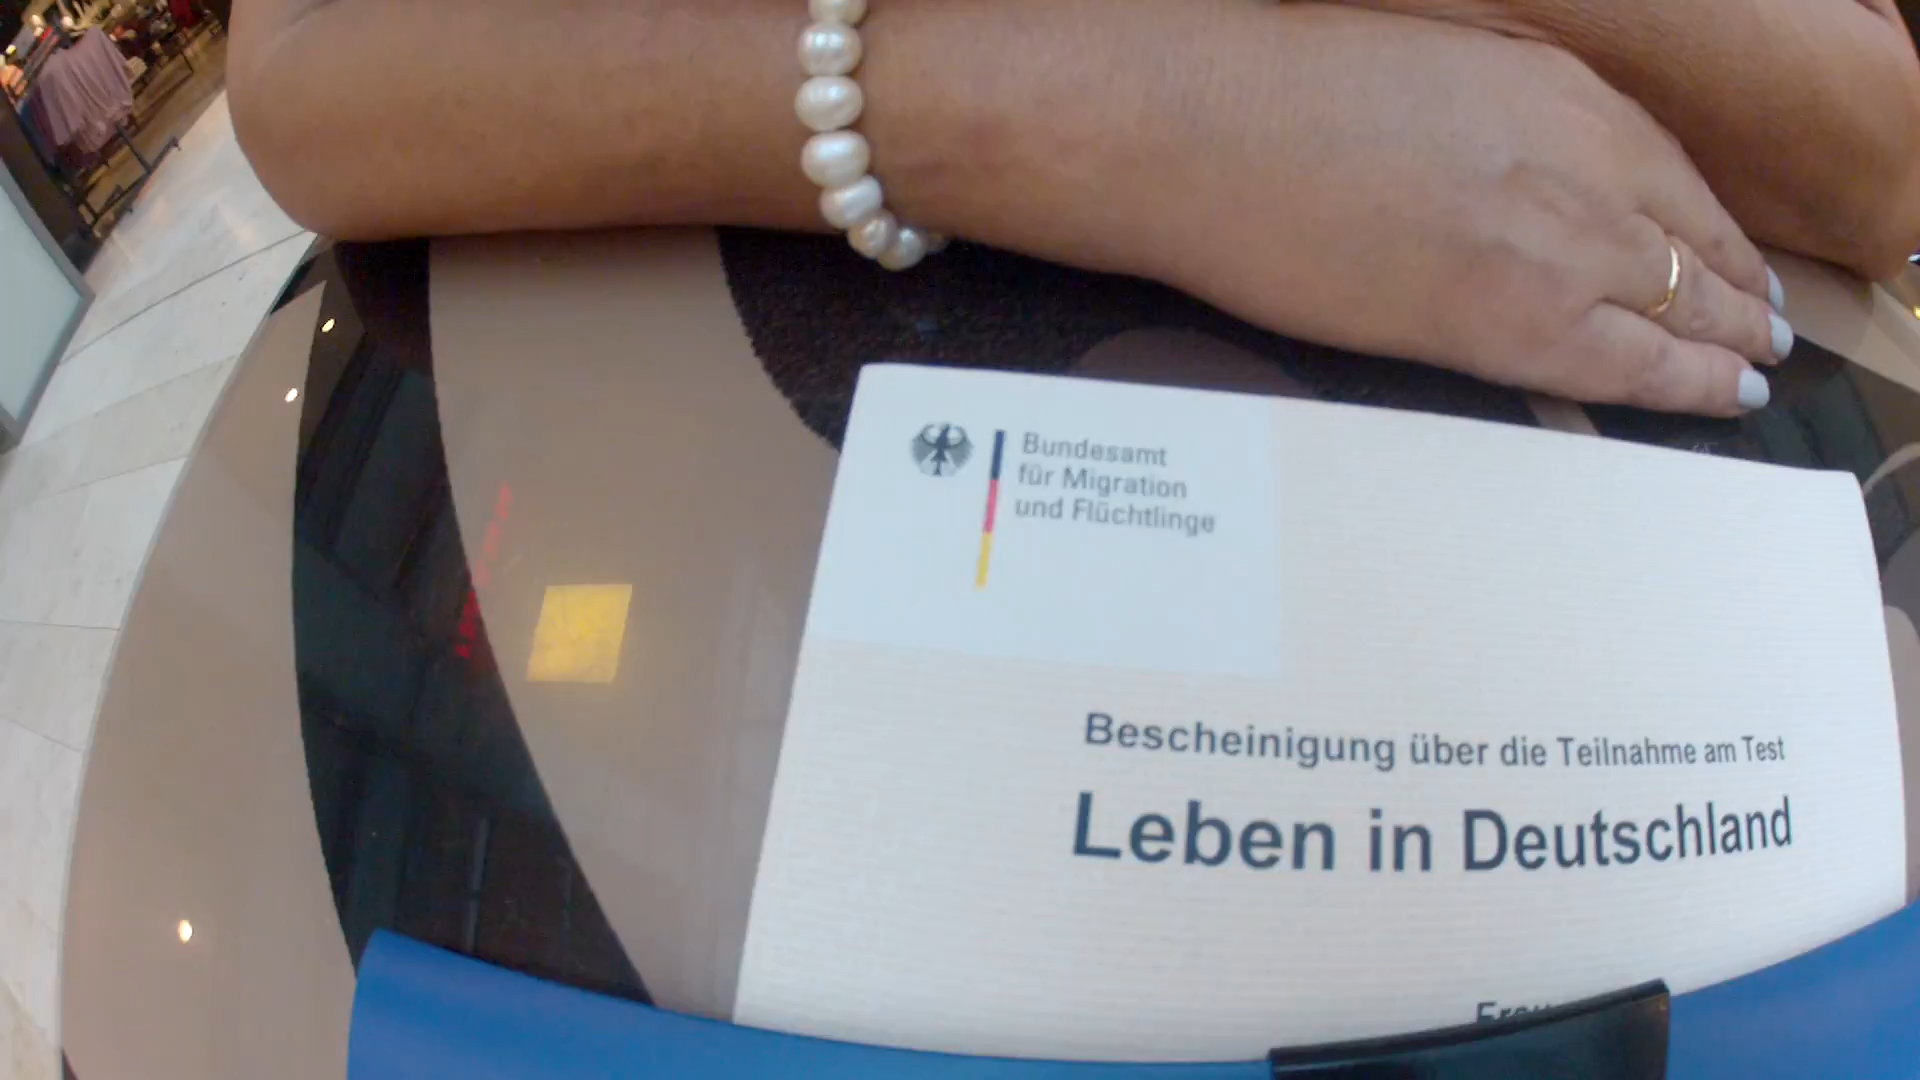 Bundesamt
für Migration
und Flüchtlinge
Bescheinigung über die Teilnahme am Test
Leben in Deutschland